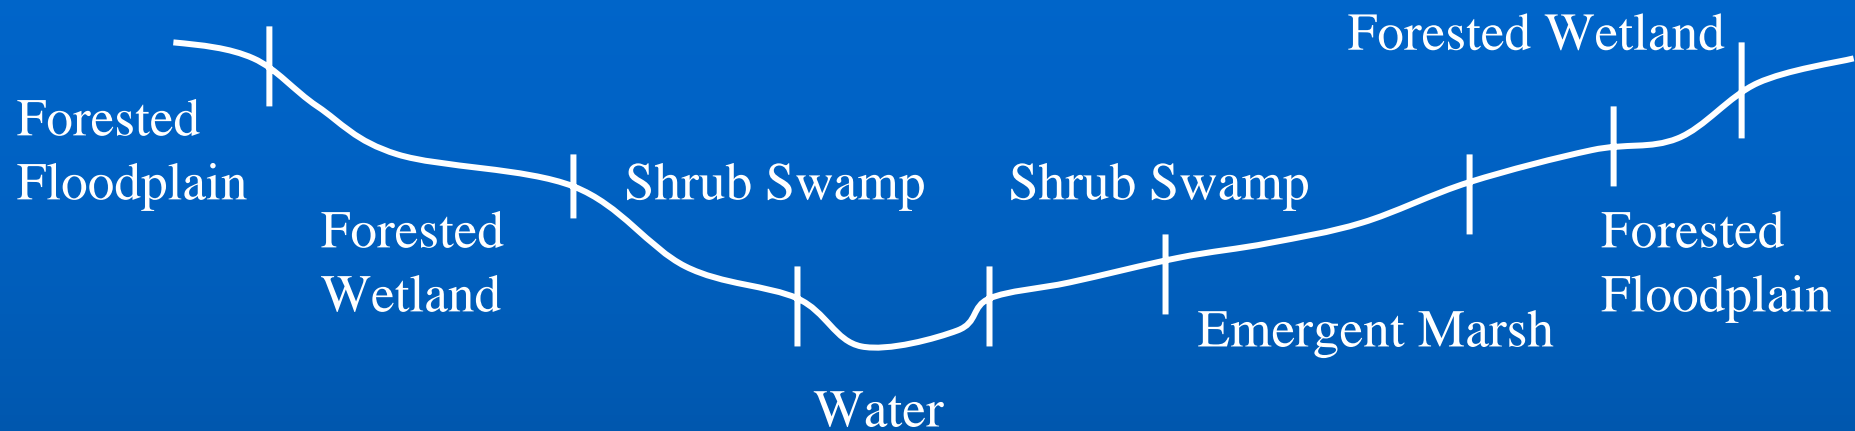 Forested Wetland
Forested
Floodplain
Shrub Swamp
Shrub Swamp
Forested
Wetland
Forested
Floodplain
Emergent Marsh
Water